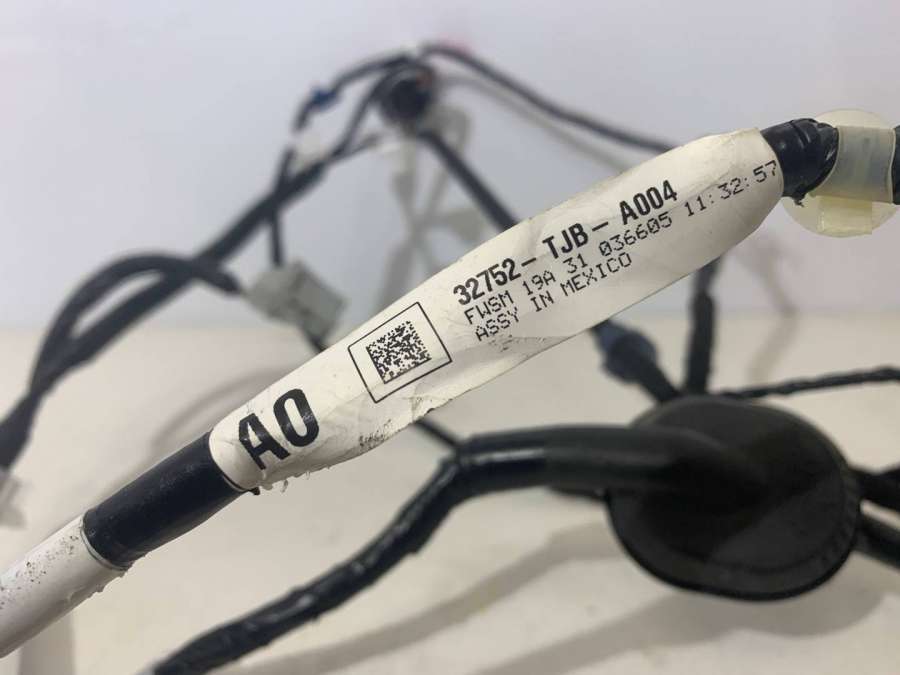 32752-TJB-A004
FWSM 19A 31 036605 11:32:57
ASSY IN MEXICO
A0